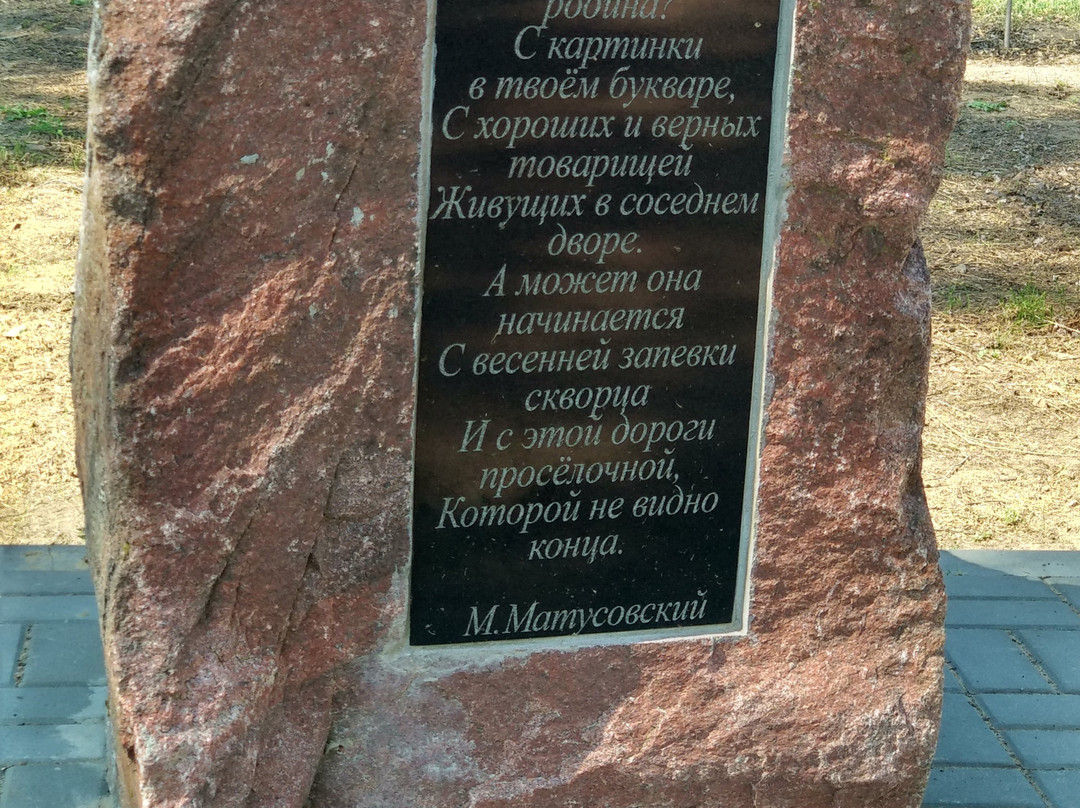 родина?
С картинки
в твоём букваре,
С хороших и верных
товарищей
Живущих в соседнем
дворе.
А может она
начинается
С весенней запевки
скворца
И с этой дороги
просёлочной,
Которой не видно
конца.
М.Матусовский